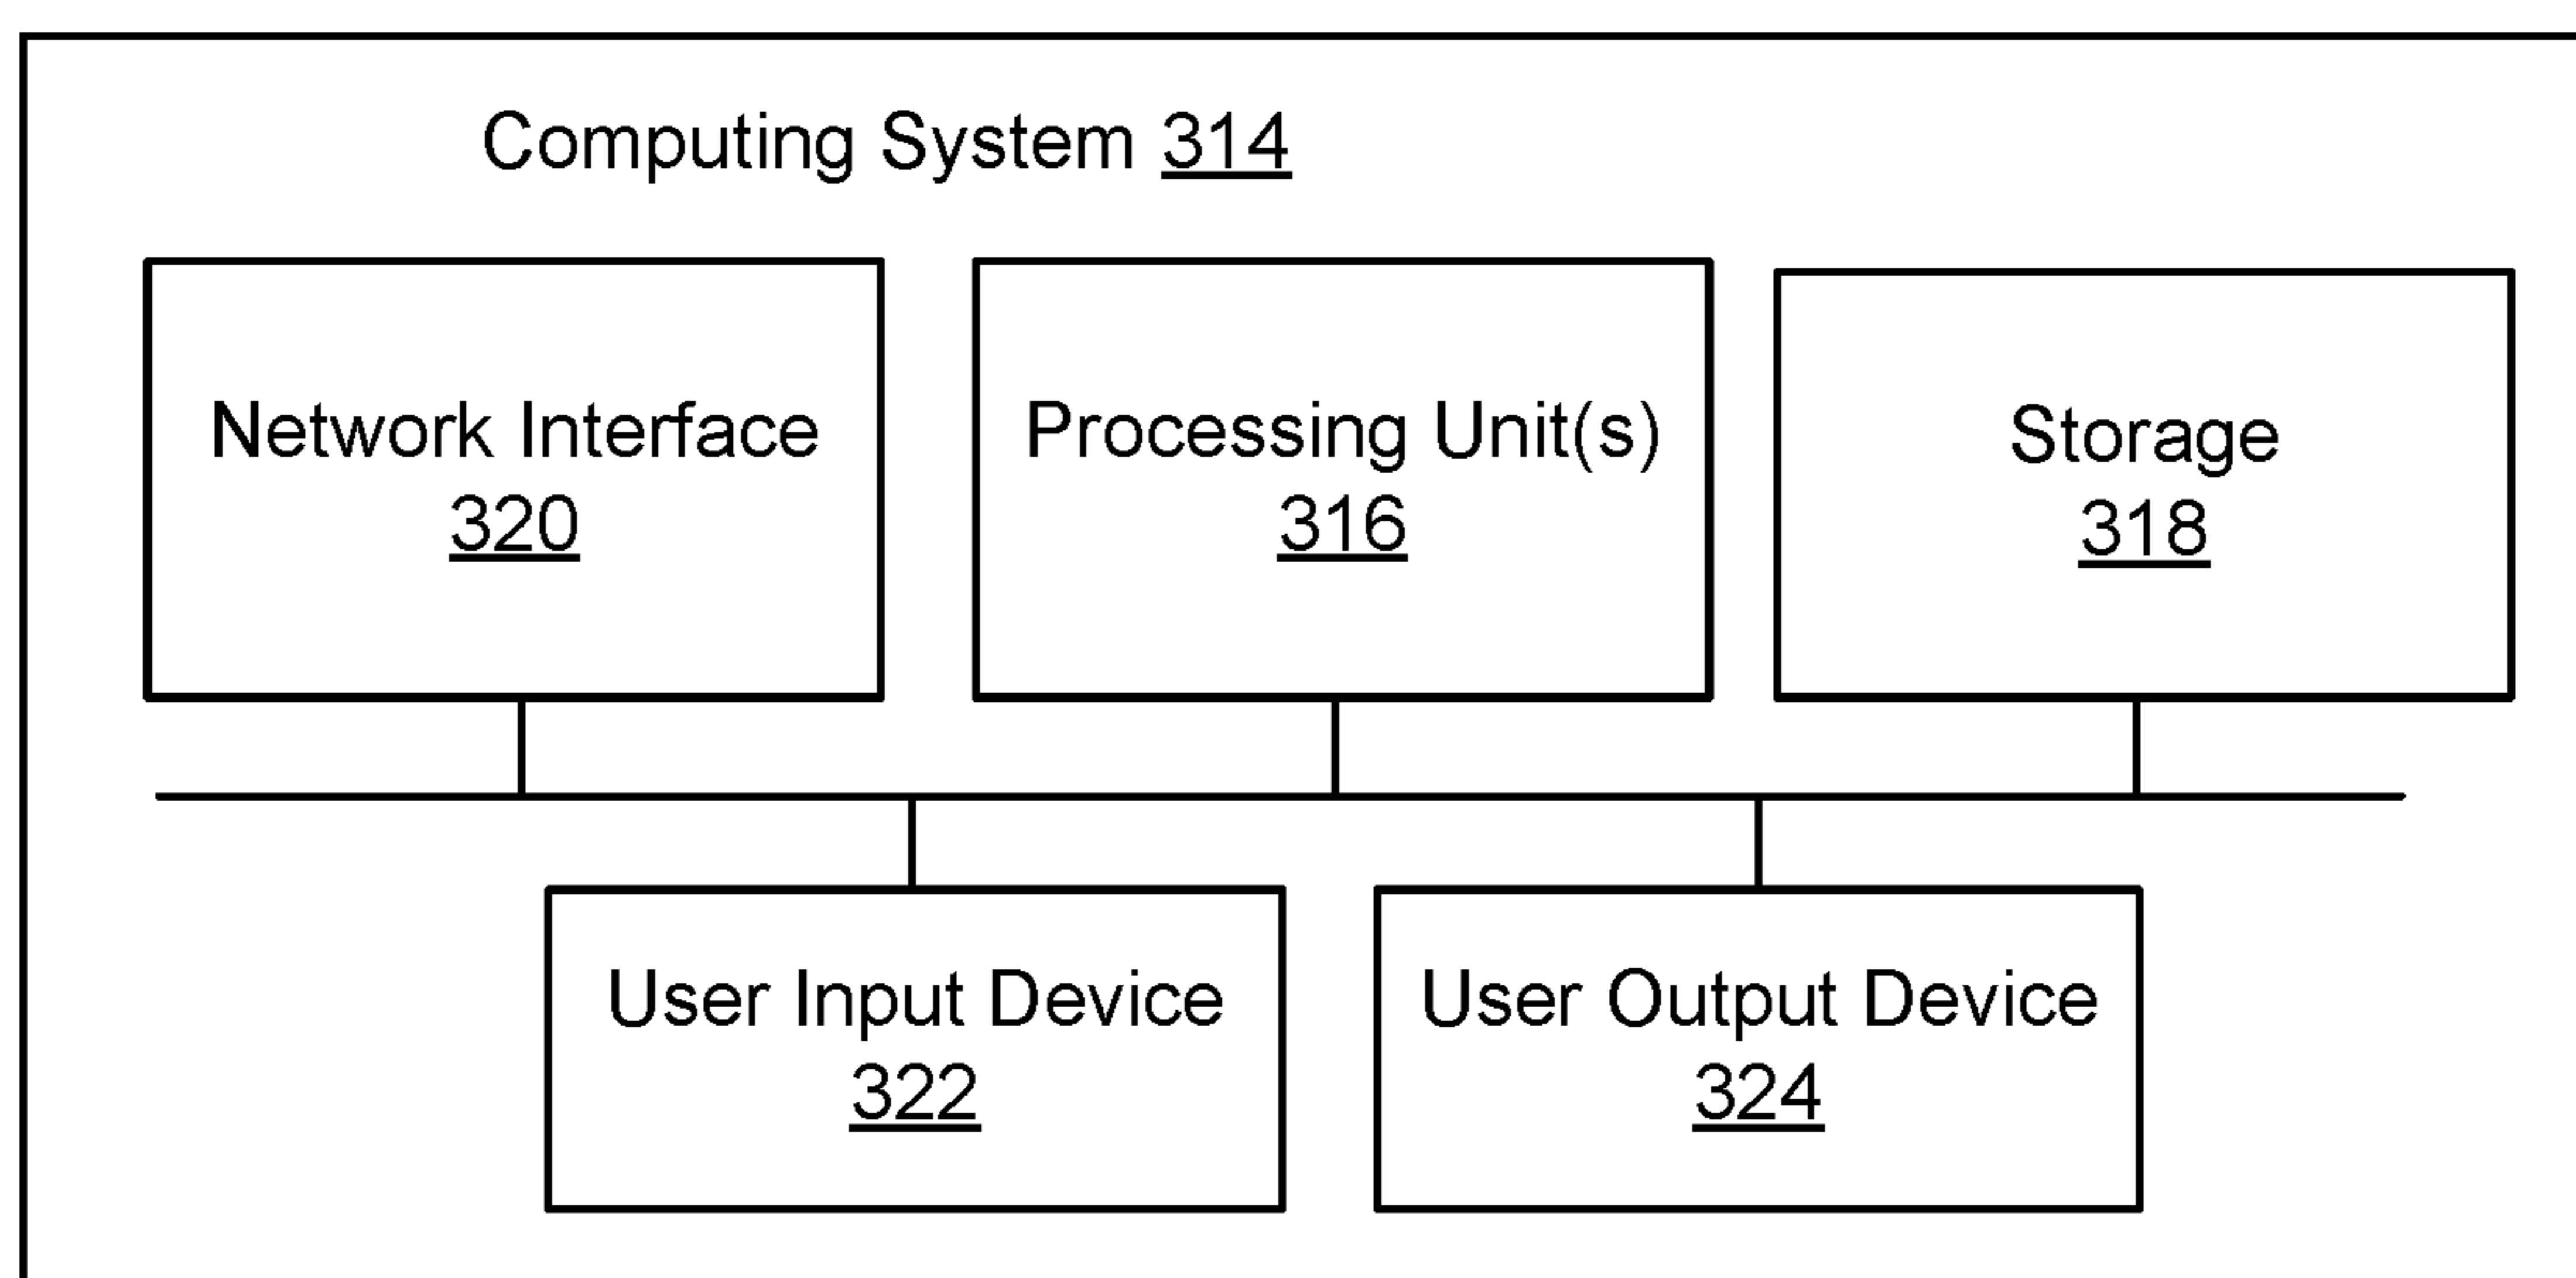 Computing System 314
Network Interface
320
Processing Unit(s)
316
Storage
318
User Input Device
322
User Output Device
324